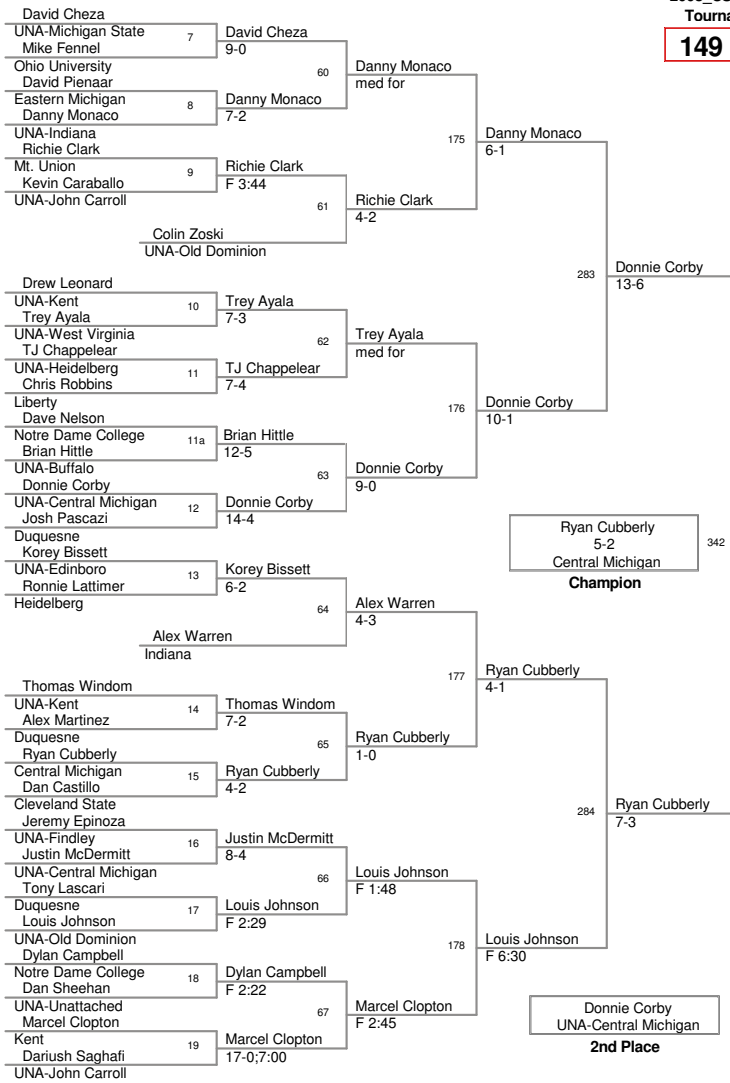 Tourna
149
David Cheza
UNA-Michigan State
Mike Fennel
Ohio University
David Pienaar
Eastern Michigan
Danny Monaco
UNA-Indiana
Richie Clark
Mt. Union
Kevin Caraballo
UNA-John Carroll
Colin Zoski
UNA-Old Dominion
Drew Leonard
UNA-Kent
Trey Ayala
UNA-West Virginia
TJ Chappelear
UNA-Heidelberg
Chris Robbins
Liberty
Dave Nelson
Notre Dame College
Brian Hittle
UNA-Buffalo
Donnie Corby
UNA-Central Michigan
Josh Pascazi
Duquesne
Korey Bissett
UNA-Edinboro
Ronnie Lattimer
Heidelberg
Alex Warren
Indiana
Thomas Windom
UNA-Kent
Alex Martinez
Duquesne
Ryan Cubberly
Central Michigan
Dan Castillo
Cleveland State
Jeremy Epinoza
UNA-Findley
Justin McDermitt
UNA-Central Michigan
Tony Lascari
Duquesne
Louis Johnson
UNA-Old Dominion
Dylan Campbell
Notre Dame College
Dan Sheehan
UNA-Unattached
Marcel Clopton
Kent
Dariush Saghafi
UNA-John Carroll
7
David Cheza
9-0
8
Danny Monaco
7-2
9
Richie Clark
F 3:44
10
Trey Ayala
7-3
11
TJ Chappelear
7-4
11a
Brian Hittle
12-5
12
Donnie Corby
14-4
13
Korey Bissett
6-2
14
Thomas Windom
7-2
15
Ryan Cubberly
4-2
16
Justin McDermitt
8-4
17
Louis Johnson
F 2:29
18
Dylan Campbell
F 2:22
19
Marcel Clopton
17-0;7:00
60
Danny Monaco
med for
61
Richie Clark
4-2
62
Trey Ayala
med for
63
Donnie Corby
9-0
64
Alex Warren
4-3
65
Ryan Cubberly
1-0
66
Louis Johnson
F 1:48
67
Marcel Clopton
F 2:45
175
Danny Monaco
6-1
176
Donnie Corby
10-1
177
Ryan Cubberly
4-1
178
Louis Johnson
F 6:30
283
Donnie Corby
13-6
284
Ryan Cubberly
7-3
Ryan Cubberly
5-2
Central Michigan
342
Champion
Donnie Corby
UNA-Central Michigan
2nd Place